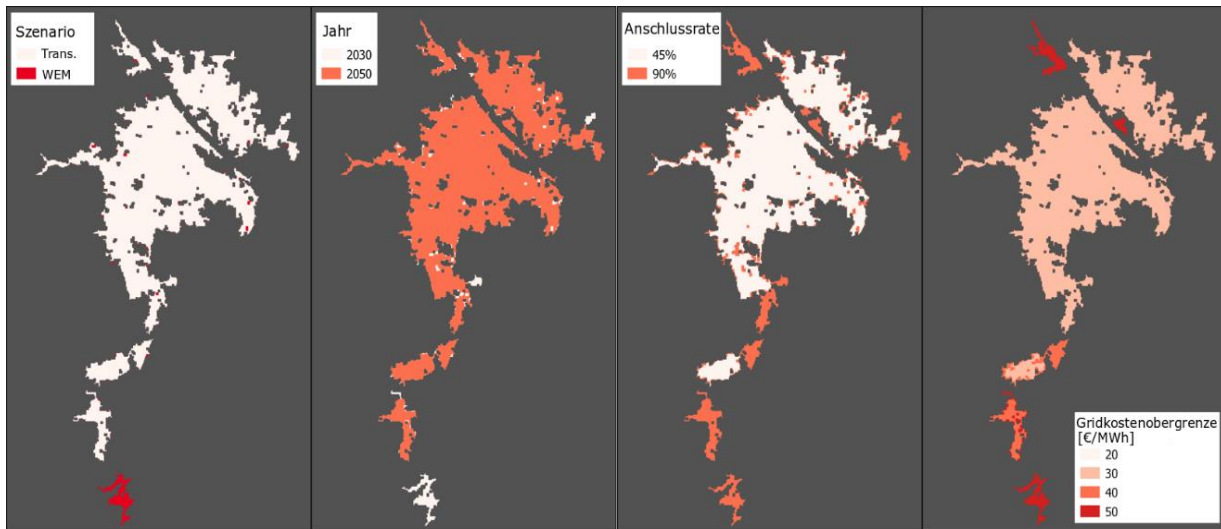 Szenario
Trans.
WEM
Jahr
2030
2050
Anschlussrate
45%
90%
Gridkostenobergrenze
[€/MWh]
20
30
40
50